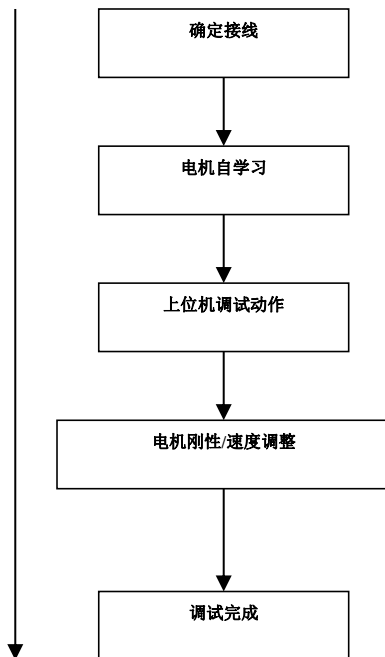 确定接线
电机自学习
上位机调试动作
电机刚性/速度调整
调试完成